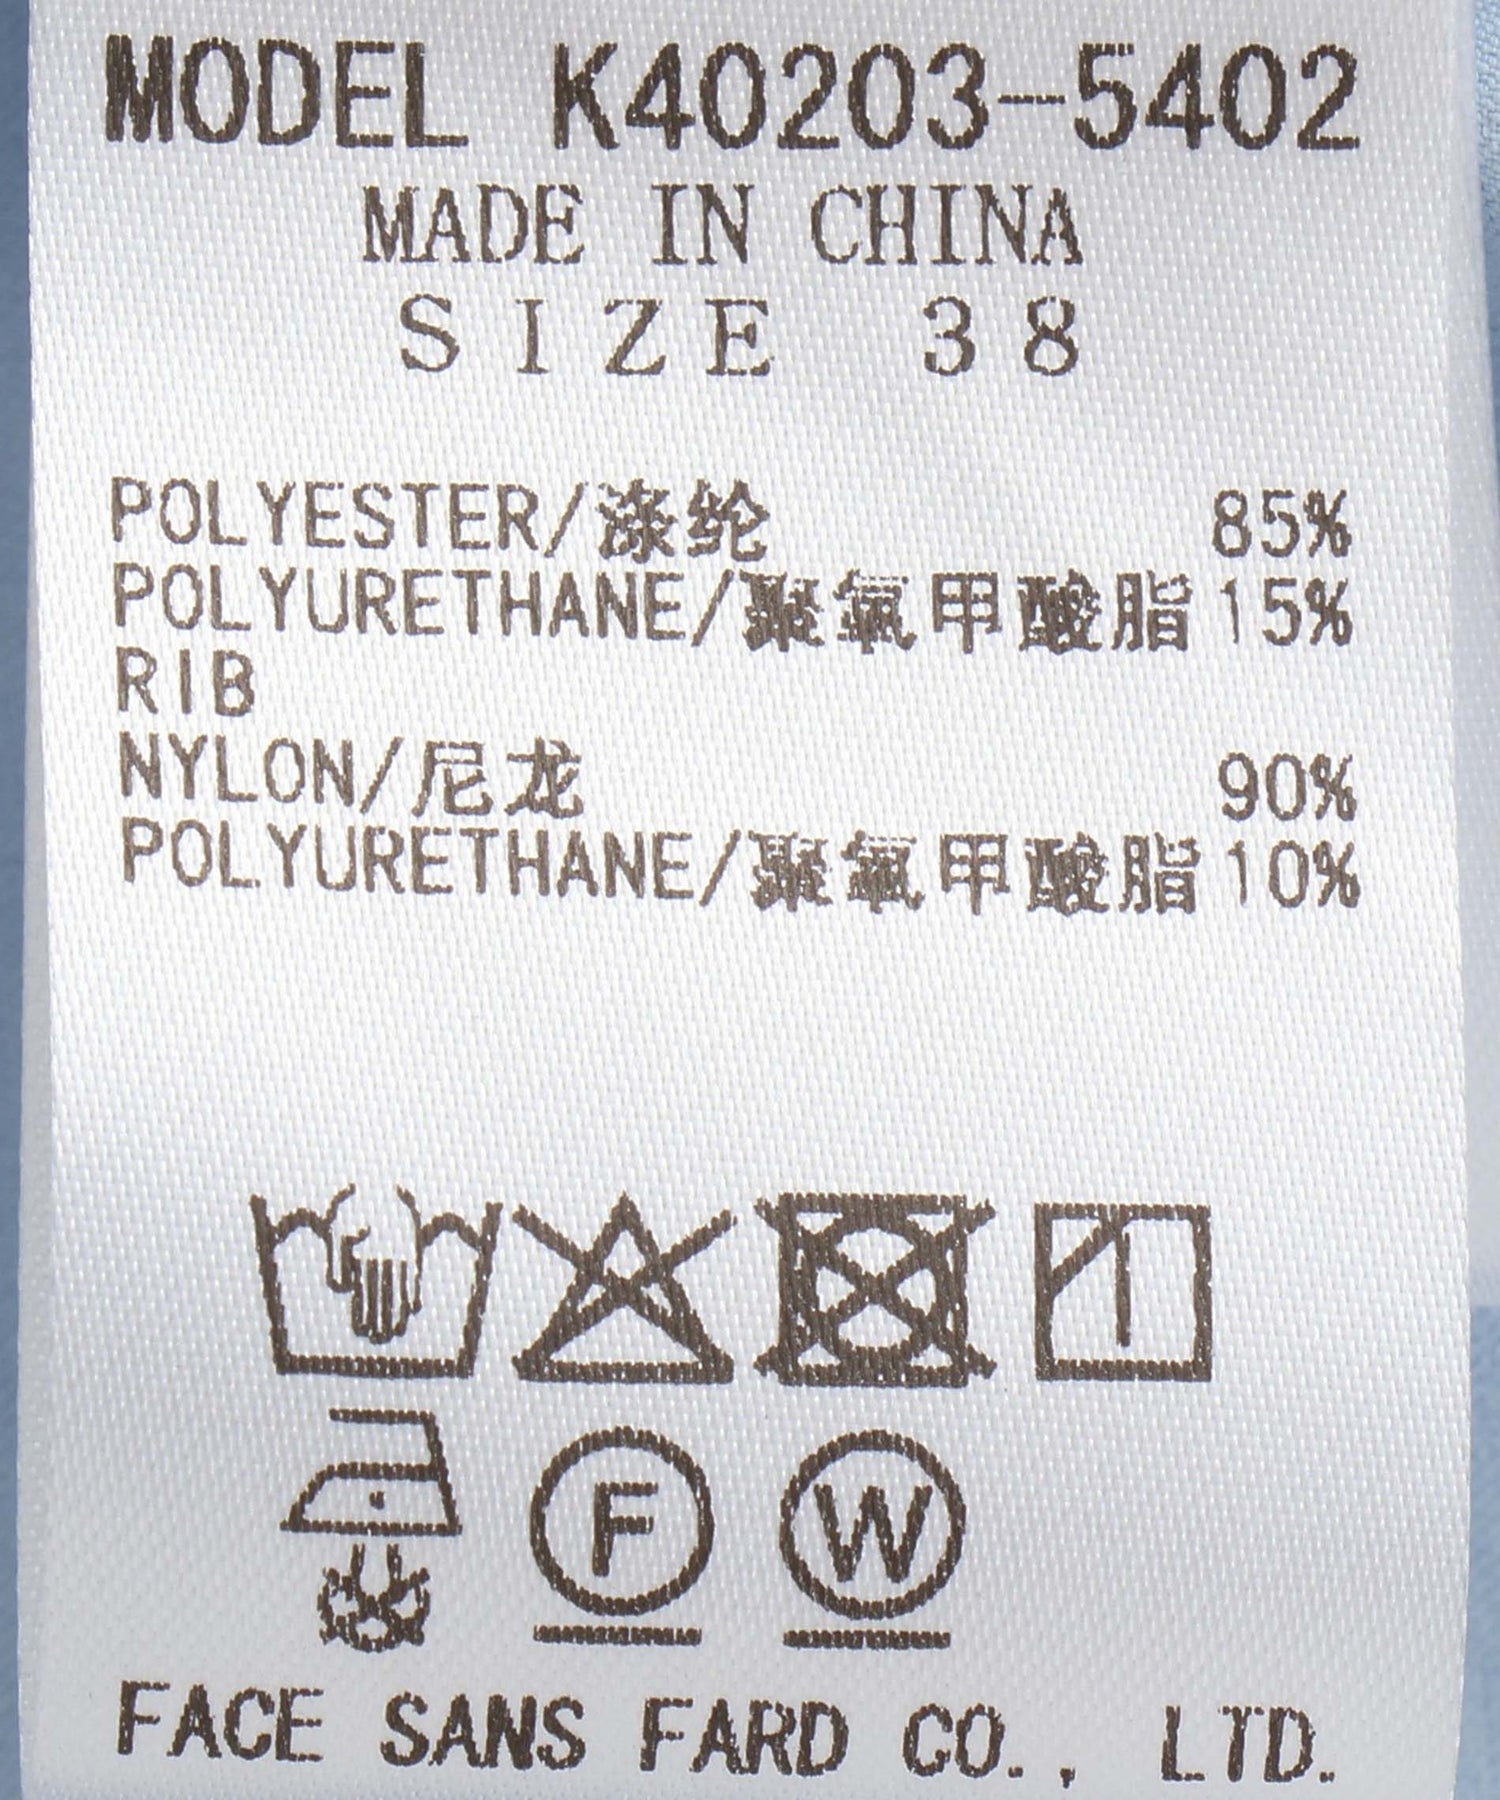 MODEL K40203-5402
MADE IN CHINA
SIZE 38
POLYESTER/涤纶 85%
POLYURETHANE/聚氨甲酸脂 15%
RIB
NYLON/尼龙 90%
POLYURETHANE/聚氨甲酸脂 10%
F W
FACE SANS FARD CO., LTD.